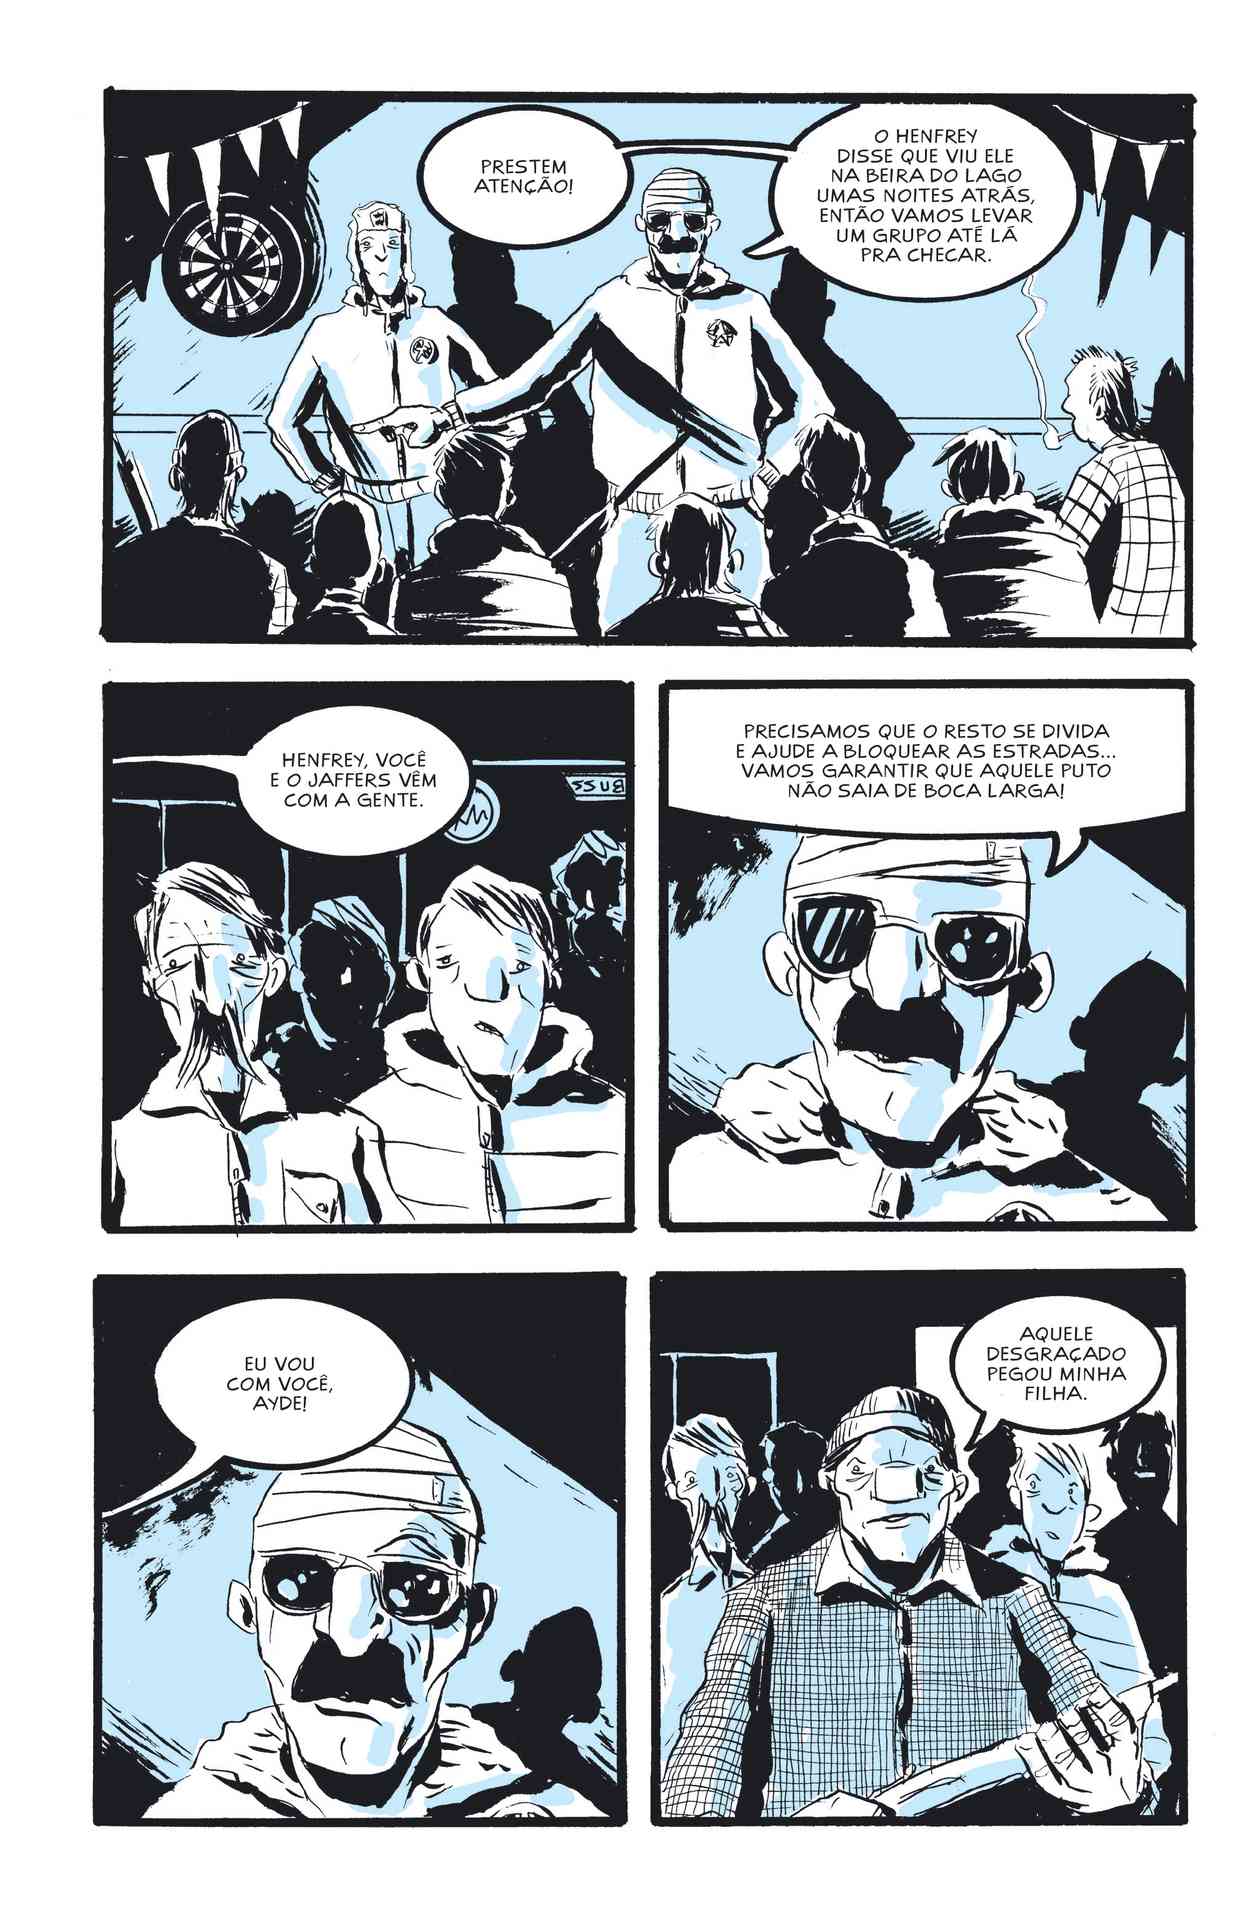 PRESTEM
ATENÇÃO!
O HENFREY
DISSE QUE VIU ELE
NA BEIRA DO LAGO
UMAS NOITES ATRÁS,
ENTÃO VAMOS LEVAR
UM GRUPO ATÉ LÁ
PRA CHECAR.
HENFREY, VOCÊ
E O JAFFERS VÊM
COM A GENTE.
PRECISAMOS QUE O RESTO SE DIVIDA
E AJUDE A BLOQUEAR AS ESTRADAS...
VAMOS GARANTIR QUE AQUELE PUTO
NÃO SAIA DE BOCA LARGA!
EU VOU
COM VOCÊ,
AYDE!
AQUELE
DESGRAÇADO
PEGOU MINHA
FILHA.